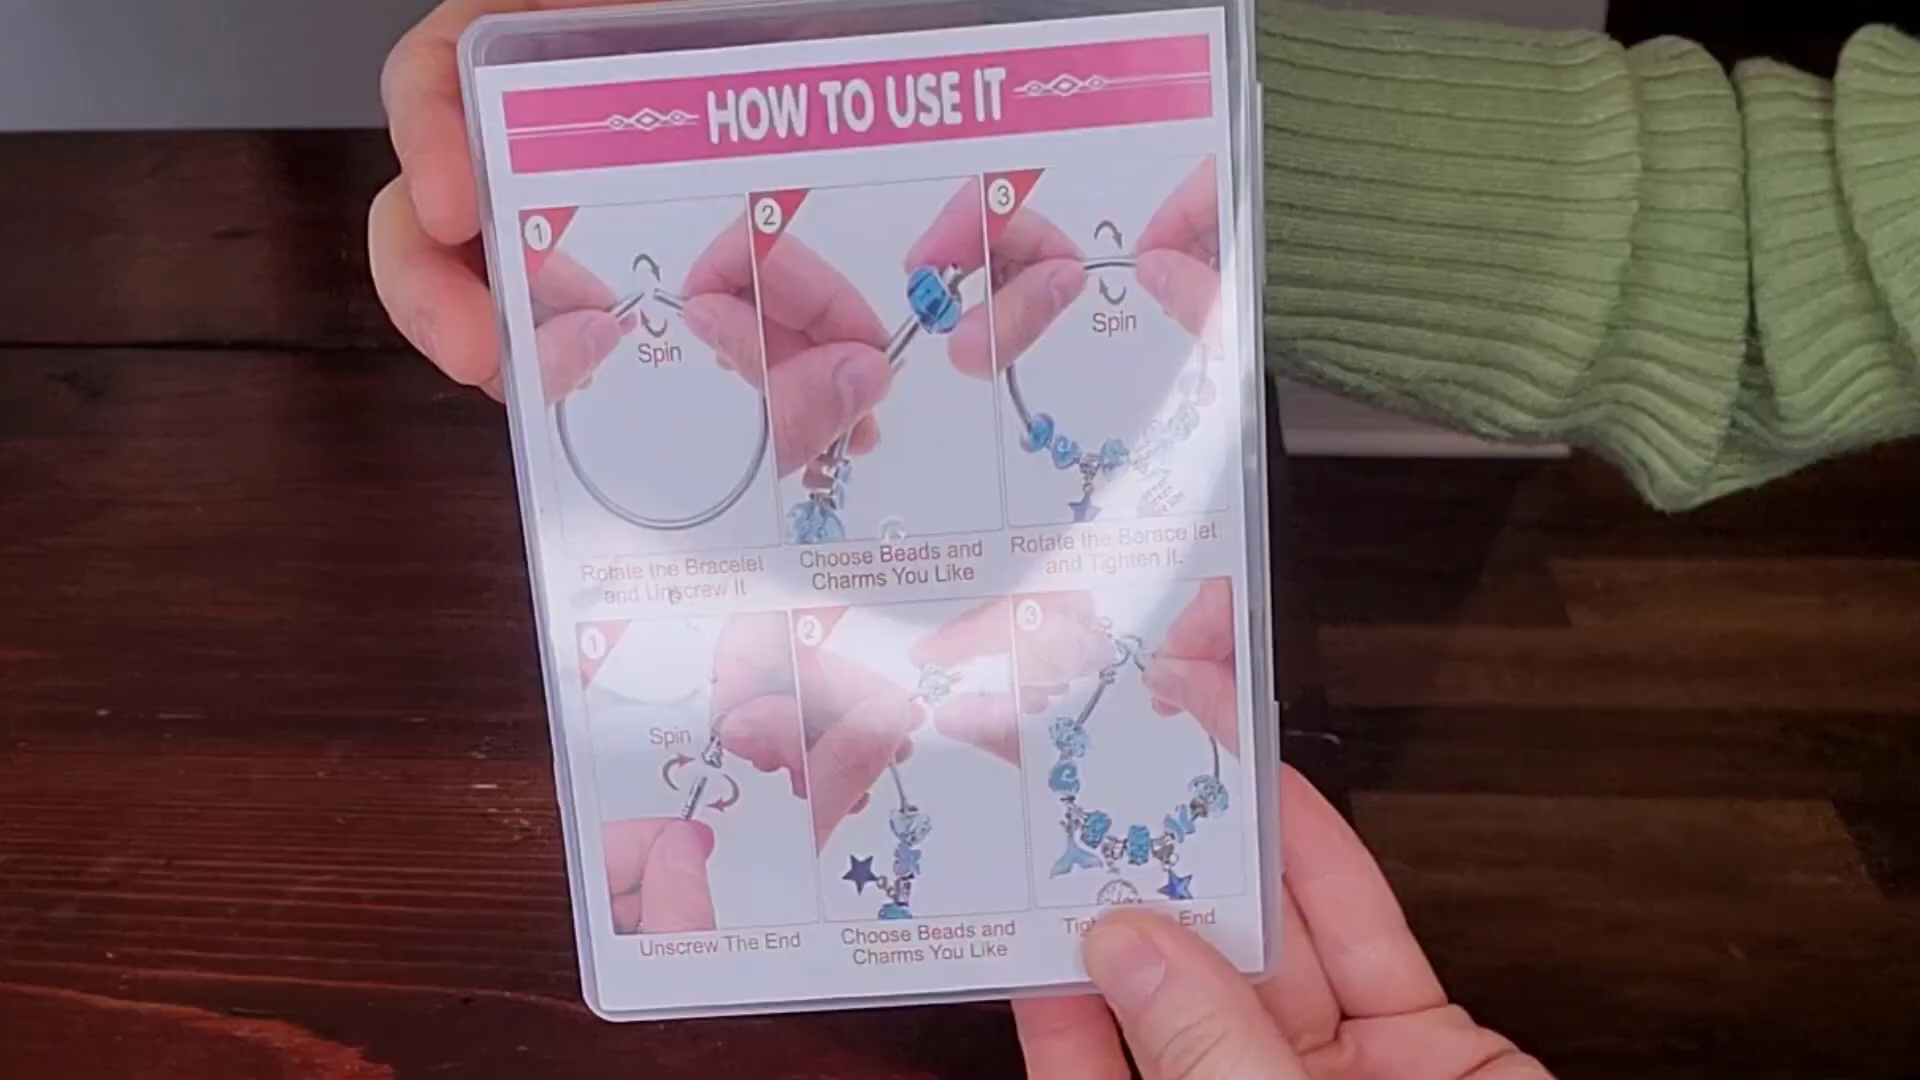 HOW TO USE IT
1
2
3
Spin
Spin
Rotate the Bracelet
and Unscrew It
Choose Beads and
Charms You Like
Rotate the Borace let
and Tighten It.
1
2
3
Spin
Unscrew The End
Choose Beads and
Charms You Like
End